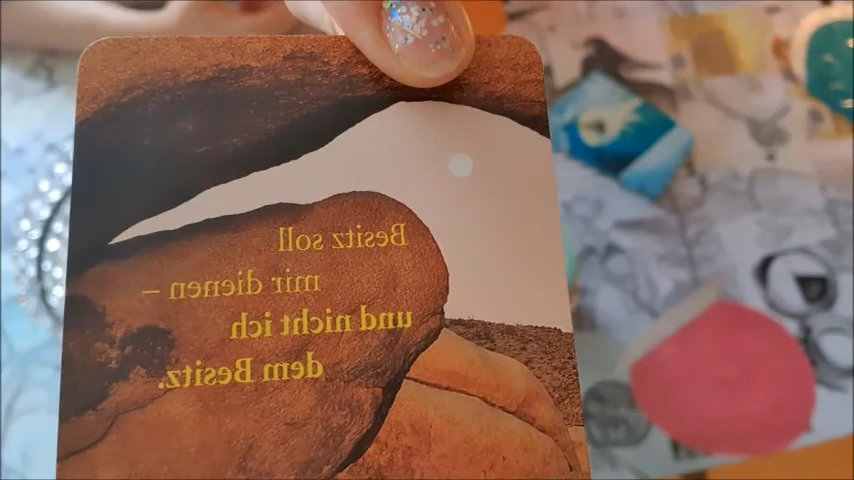 Besitz soll
mir dienen –
und nicht ich
dem Besitz.